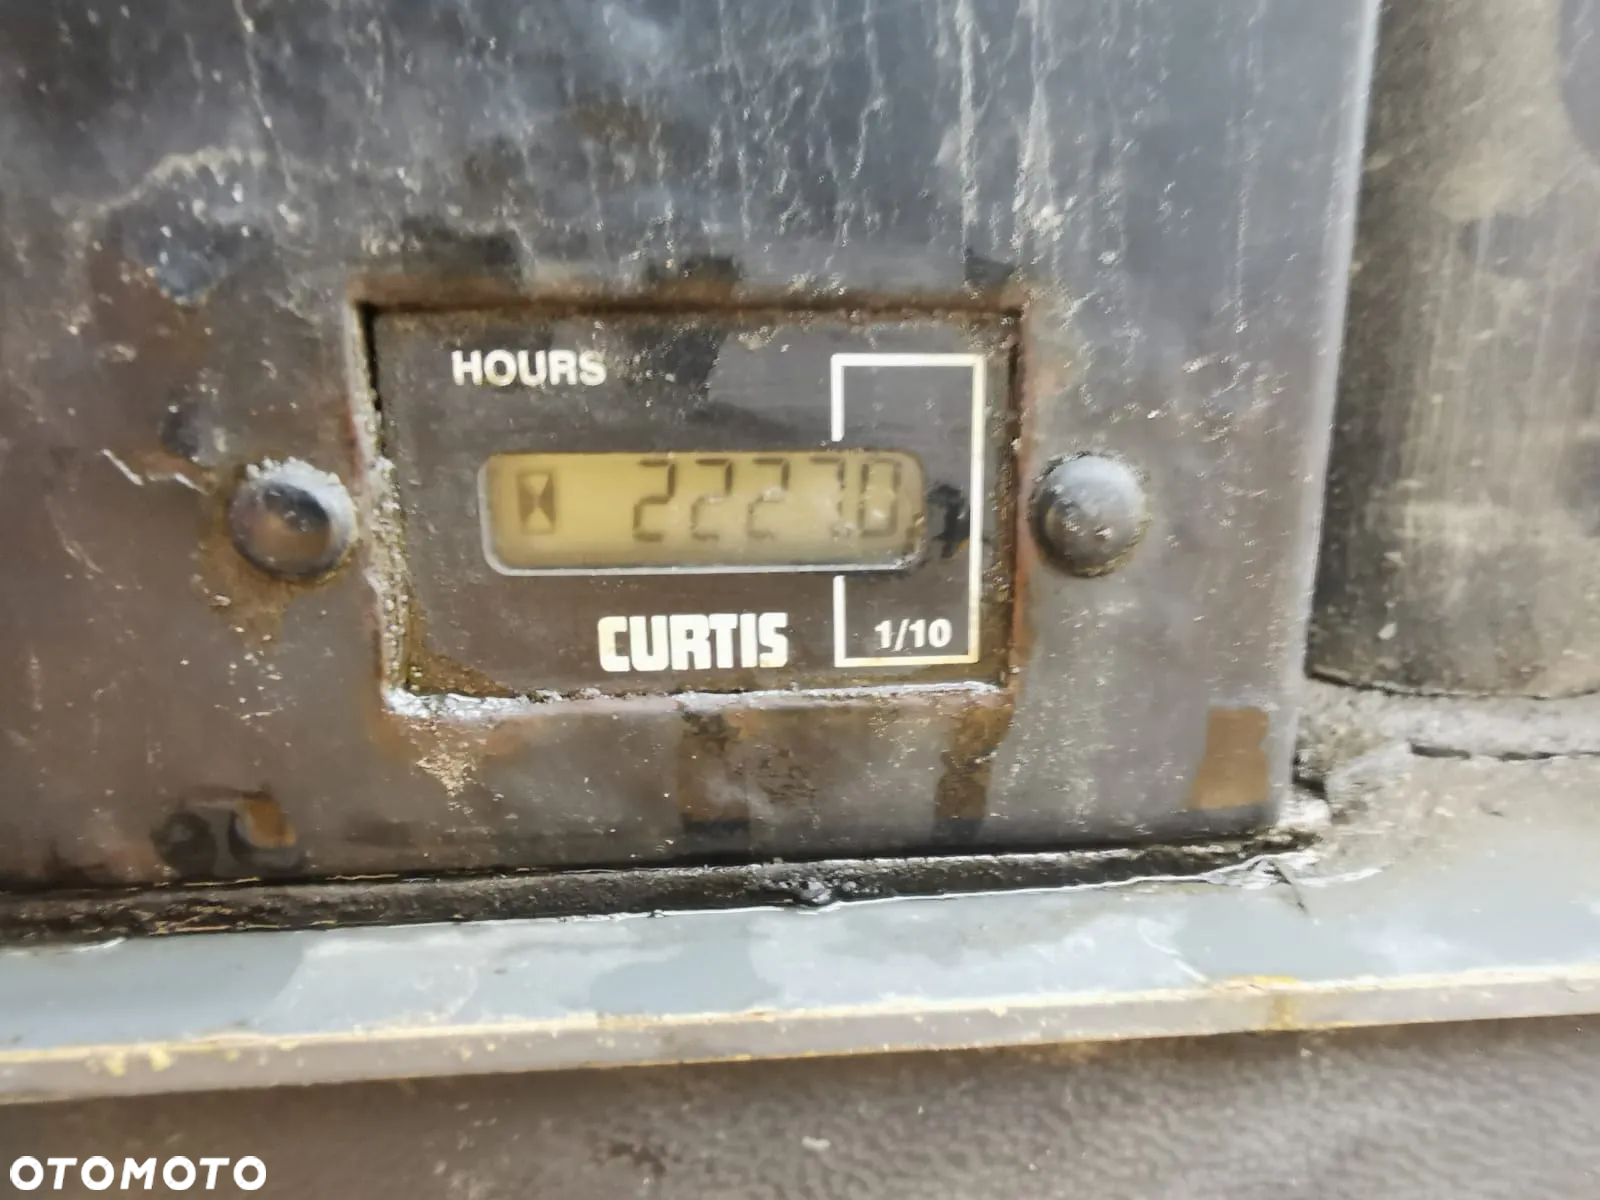 HOURS
2227.0
CURTIS
1/10
OTOMOTO